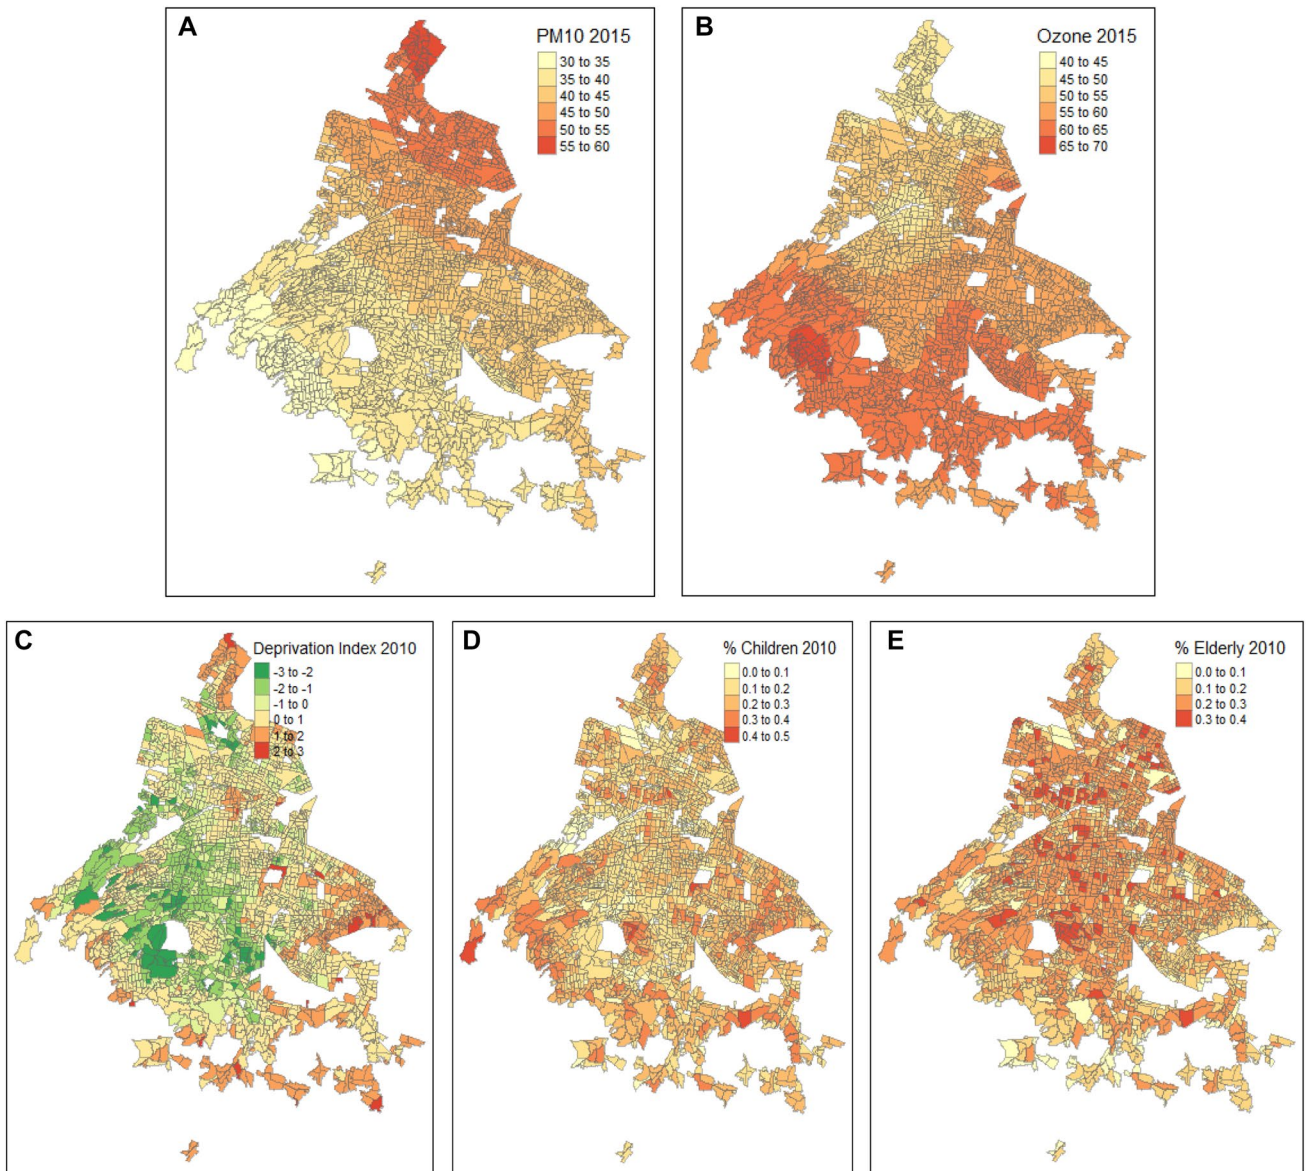 A
PM10 2015
30 to 35
35 to 40
40 to 45
45 to 50
50 to 55
55 to 60
B
Ozone 2015
40 to 45
45 to 50
50 to 55
55 to 60
60 to 65
65 to 70
C
Deprivation Index 2010
-3 to -2
-2 to -1
-1 to 0
0 to 1
1 to 2
2 to 3
D
% Children 2010
0.0 to 0.1
0.1 to 0.2
0.2 to 0.3
0.3 to 0.4
0.4 to 0.5
E
% Elderly 2010
0.0 to 0.1
0.1 to 0.2
0.2 to 0.3
0.3 to 0.4